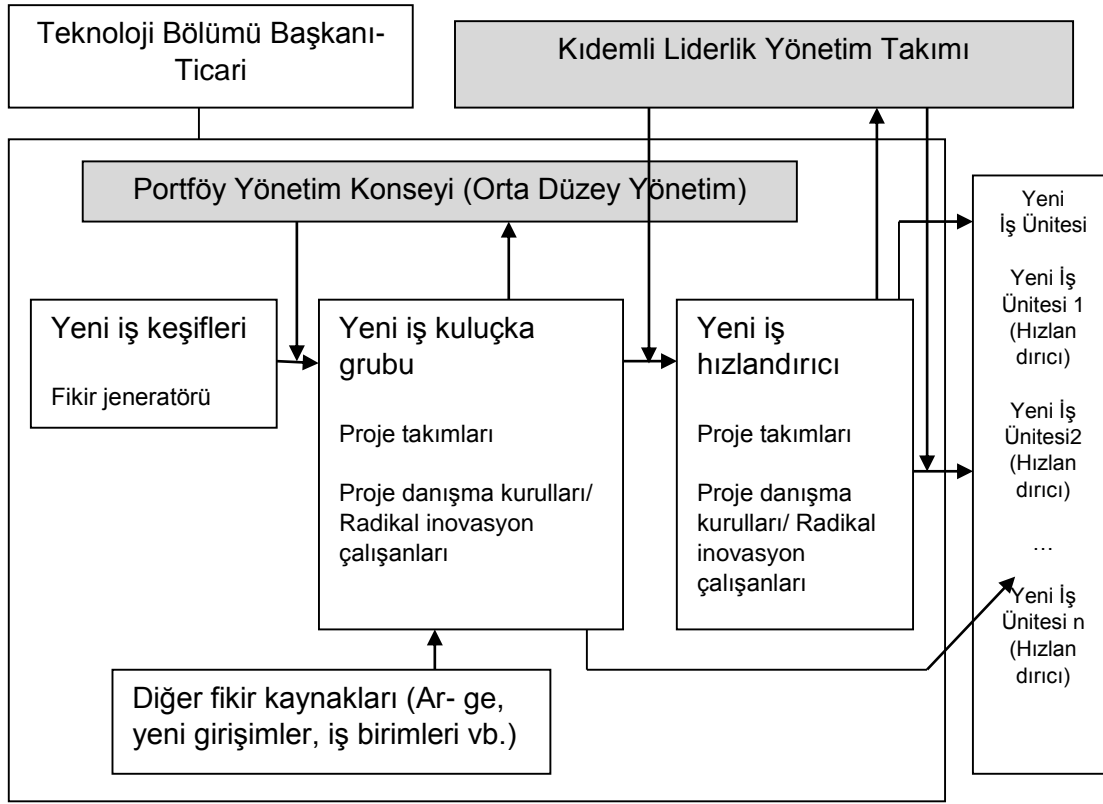 Teknoloji Bölümü Başkanı-
Ticari
Kıdemli Liderlik Yönetim Takımı
Portföy Yönetim Konseyi (Orta Düzey Yönetim)
Yeni iş keşifleri
Fikir jeneratörü
Yeni iş kuluçka
grubu
Proje takımları
Proje danışma kurulları/
Radikal inovasyon
çalışanları
Yeni iş
hızlandırıcı
Proje takımları
Proje danışma
kurulları/ Radikal
inovasyon
çalışanları
Yeni
İş Ünitesi
Yeni İş
Ünitesi 1
(Hızlan
dırıcı)
Yeni İş
Ünitesi2
(Hızlan
dırıcı)
...
Yeni İş
Ünitesi n
(Hızlan
dırıcı)
Diğer fikir kaynakları (Ar- ge,
yeni girişimler, iş birimleri vb.)